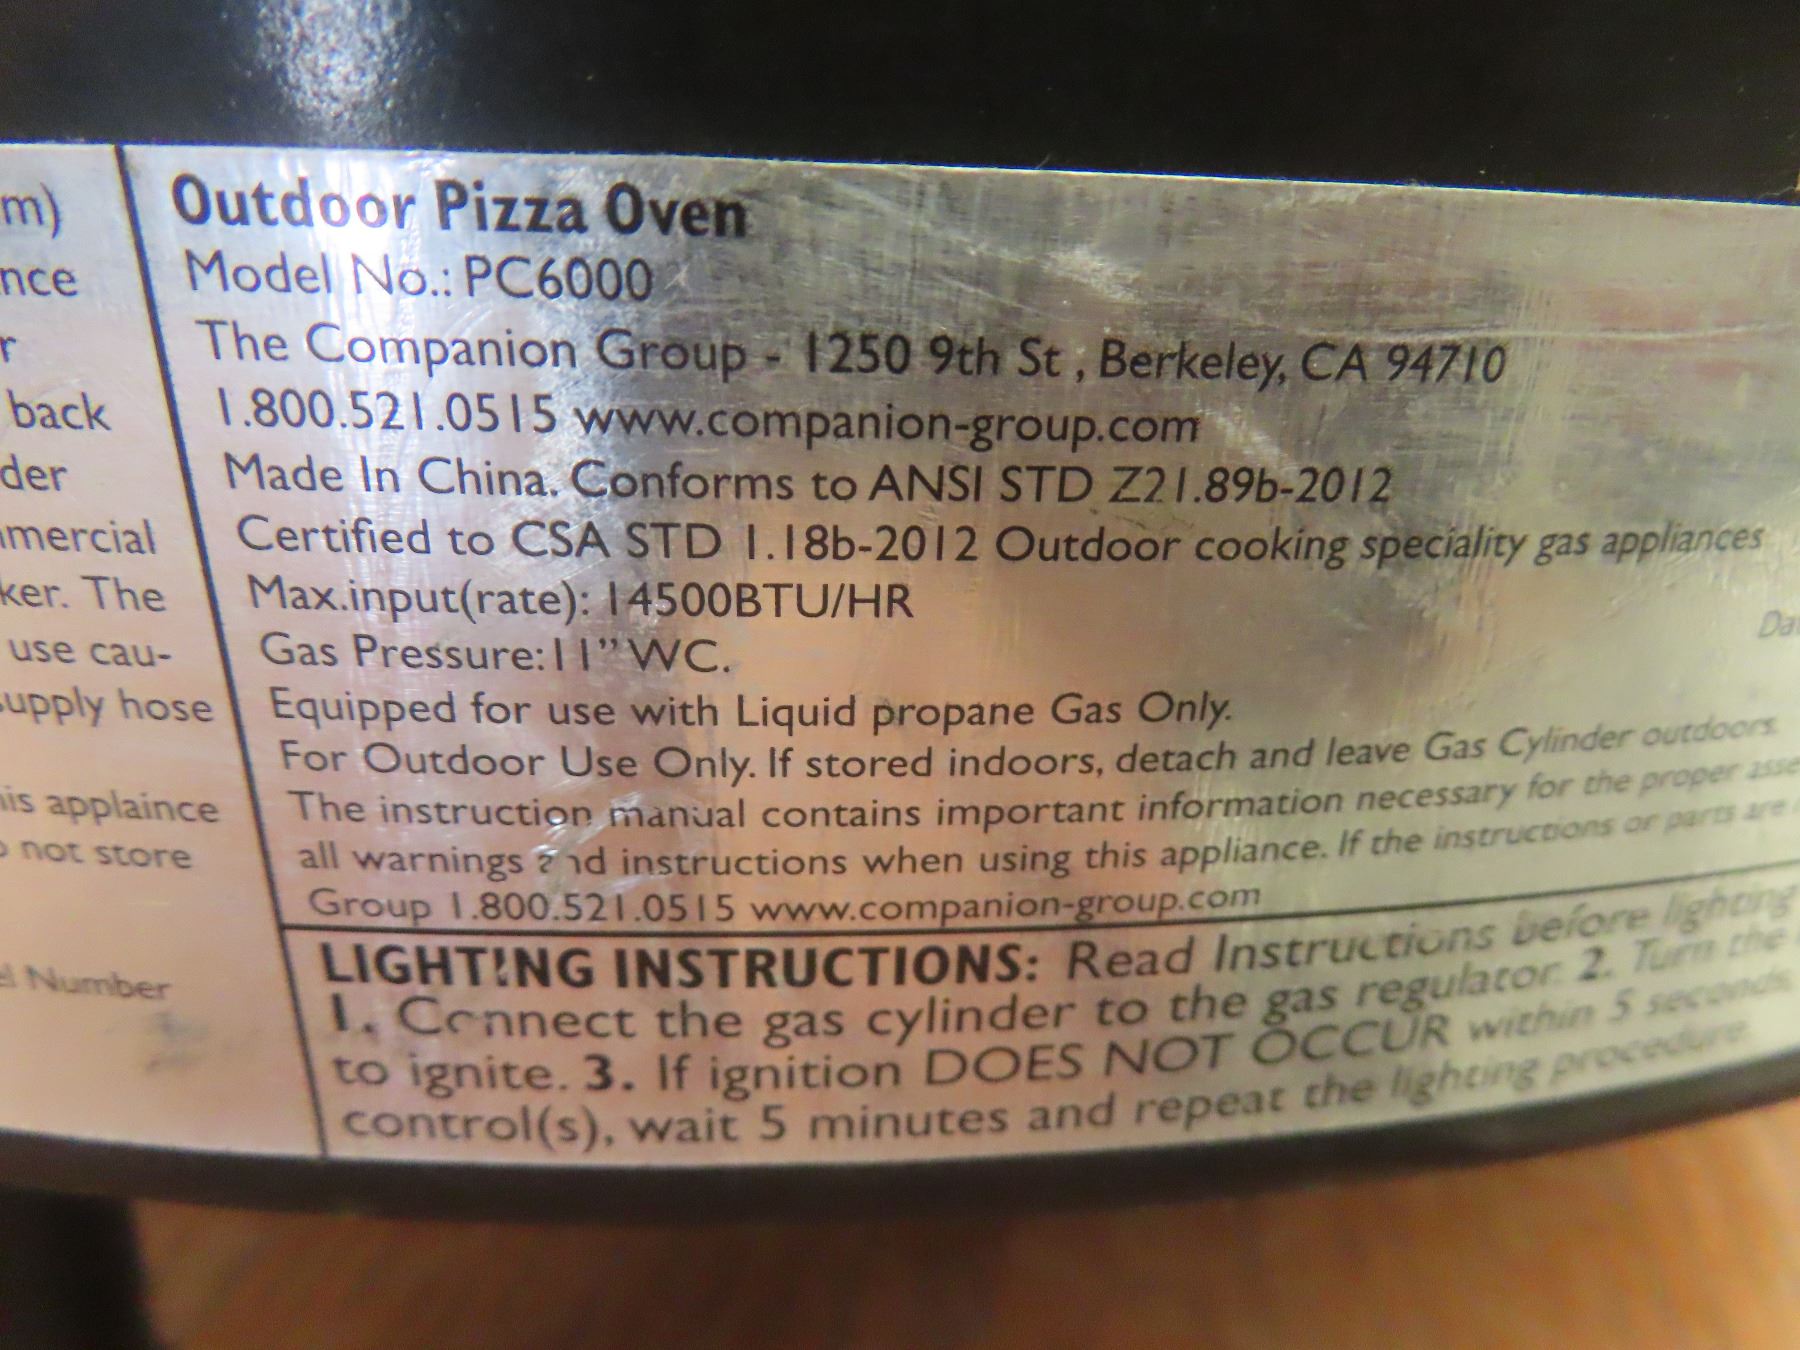 m)
nce
r
back
der
mmercial
ker. The
use cau-
supply hose
is applaince
not store
Number
Outdoor Pizza Oven
Model No.: PC6000
The Companion Group - 1250 9th St , Berkeley, CA 94710
1.800.521.0515 www.companion-group.com
Made In China. Conforms to ANSI STD Z21.89b-2012
Certified to CSA STD 1.18b-2012 Outdoor cooking speciality gas appliances
Max.input(rate): 14500BTU/HR
Da
Gas Pressure:11” WC.
Equipped for use with Liquid propane Gas Only.
For Outdoor Use Only. If stored indoors, detach and leave Gas Cylinder outdoors.
The instruction manual contains important information necessary for the proper asse
all warnings and instructions when using this appliance. If the instructions or parts are
Group 1.800.521.0515 www.companion-group.com
LIGHTING INSTRUCTIONS: Read Instructions before lighting
1. Connect the gas cylinder to the gas regulator. 2. Turn the
to ignite. 3. If ignition DOES NOT OCCUR within 5 seconds,
control(s), wait 5 minutes and repeat the lighting procedure.